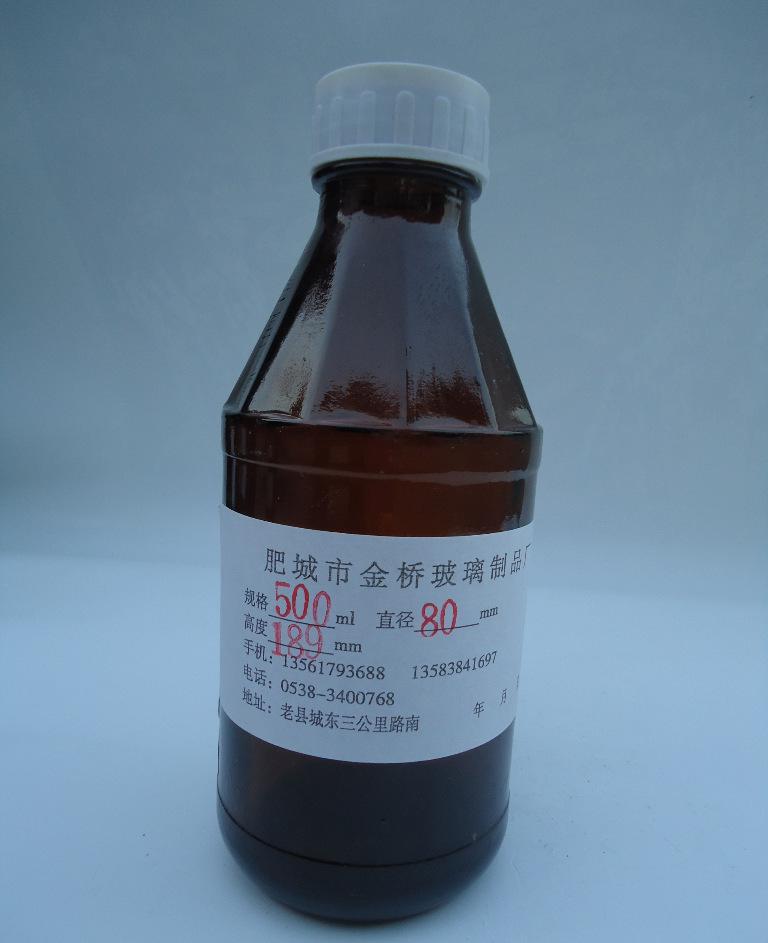 肥城市金桥玻璃制品厂
规格500ml 直径80mm
高度189mm
手机：13561793688 13583841697
电话：0538-3400768
地址：老县城东三公里路南 年 月